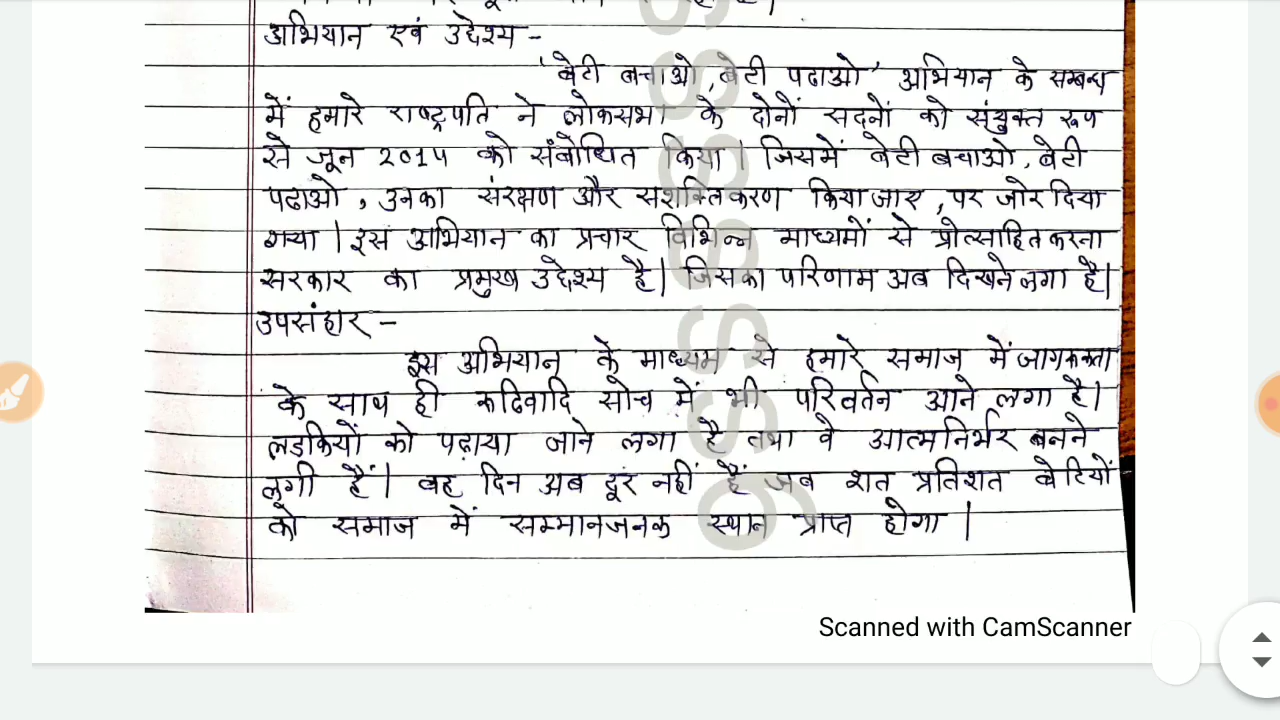 अभियान एवं उद्देश्य -
'बेटी बचाओ, बेटी पढाओ' अभियान के सम्बन्ध
में हमारे राष्ट्रपति ने लोकसभा के दोनों सदनों को संयुक्त रूप
से जून 2014 को संबोधित किया। जिसमें बेटी बचाओ, बेटी
पढाओ, उनका संरक्षण और सशक्तिकरण किया जाए, पर जोर दिया
गया। इस अभियान का प्रचार विभिन्न माध्यमों से प्रोत्साहित करना
सरकार का प्रमुख उद्देश्य है। जिसका परिणाम अब दिखने लगा है।
उपसंहार -
इस अभियान के माध्यम से हमारे समाज में जागरूकता
के साथ ही रूढिवादि सोच में भी परिवर्तन आने लगा है।
लडकियों को पढ़ाया जाने लगा है तथा वे आत्मनिर्भर बनने
लगी हैं। वह दिन अब दूर नहीं हैं जब शत प्रतिशत बेटियों
को समाज में सम्मानजनक स्थान प्राप्त होगा।
Scanned with CamScanner